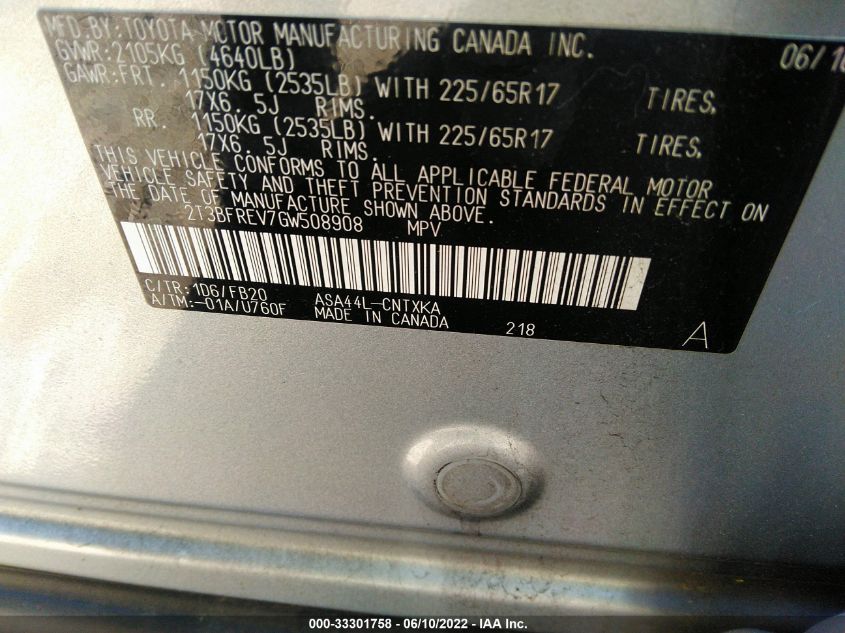 MFD. BY: TOYOTA MOTOR MANUFACTURING CANADA INC. 06/16
GVWR: 2105KG (4640LB)
GAWR: FRT. 1150KG (2535LB) WITH 225/65R17 TIRES,
17X6. 5J RIMS.
RR. 1150KG (2535LB) WITH 225/65R17 TIRES,
17X6. 5J RIMS.
THIS VEHICLE CONFORMS TO ALL APPLICABLE FEDERAL MOTOR
VEHICLE SAFETY AND THEFT PREVENTION STANDARDS IN EFFECT ON
THE DATE OF MANUFACTURE SHOWN ABOVE.
2T3BFREV7GW508908 MPV
C/TR: 1D6/FB20 ASA44L-CNTXKA
A/TM:-01A/U760F MADE IN CANADA 218 A
000-33301758 - 06/10/2022 - IAA Inc.